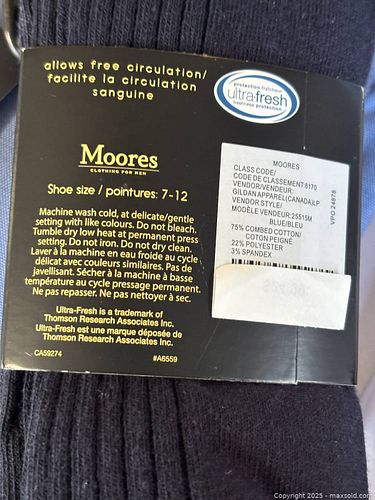 allows free circulation/
facilite la circulation
sanguine
protection fraîcheur
ultra-fresh
freshness protection
Moores
CLOTHING FOR MEN
Shoe size / pointures: 7-12
Machine wash cold, at delicate/gentle
setting with like colours. Do not bleach.
Tumble dry low heat at permanent press
setting. Do not iron. Do not dry clean.
Laver à la machine en eau froide au cycle
délicat avec couleurs similaires. Pas de
javellisant. Sécher à la machine à basse
température au cycle pressage permanent.
Ne pas repasser. Ne pas nettoyer à sec.
Ultra-Fresh is a trademark of
Thomson Research Associates Inc.
Ultra-Fresh est une marque déposée de
Thomson Research Associates Inc.
CA59274
#A6559
MOORES
CLASS CODE/
CODE DE CLASSEMENT:8170
VENDOR/VENDEUR:
GILDAN APPAREL(CANADA)LP
VENDOR STYLE/
MODÈLE VENDEUR:2551SM
BLUE/BLEU
75% COMBED COTTON/
COTON PEIGNÉ
22% POLYESTER
3% SPANDEX
VPO 24878
Copyright © 2025 - maxsold.com